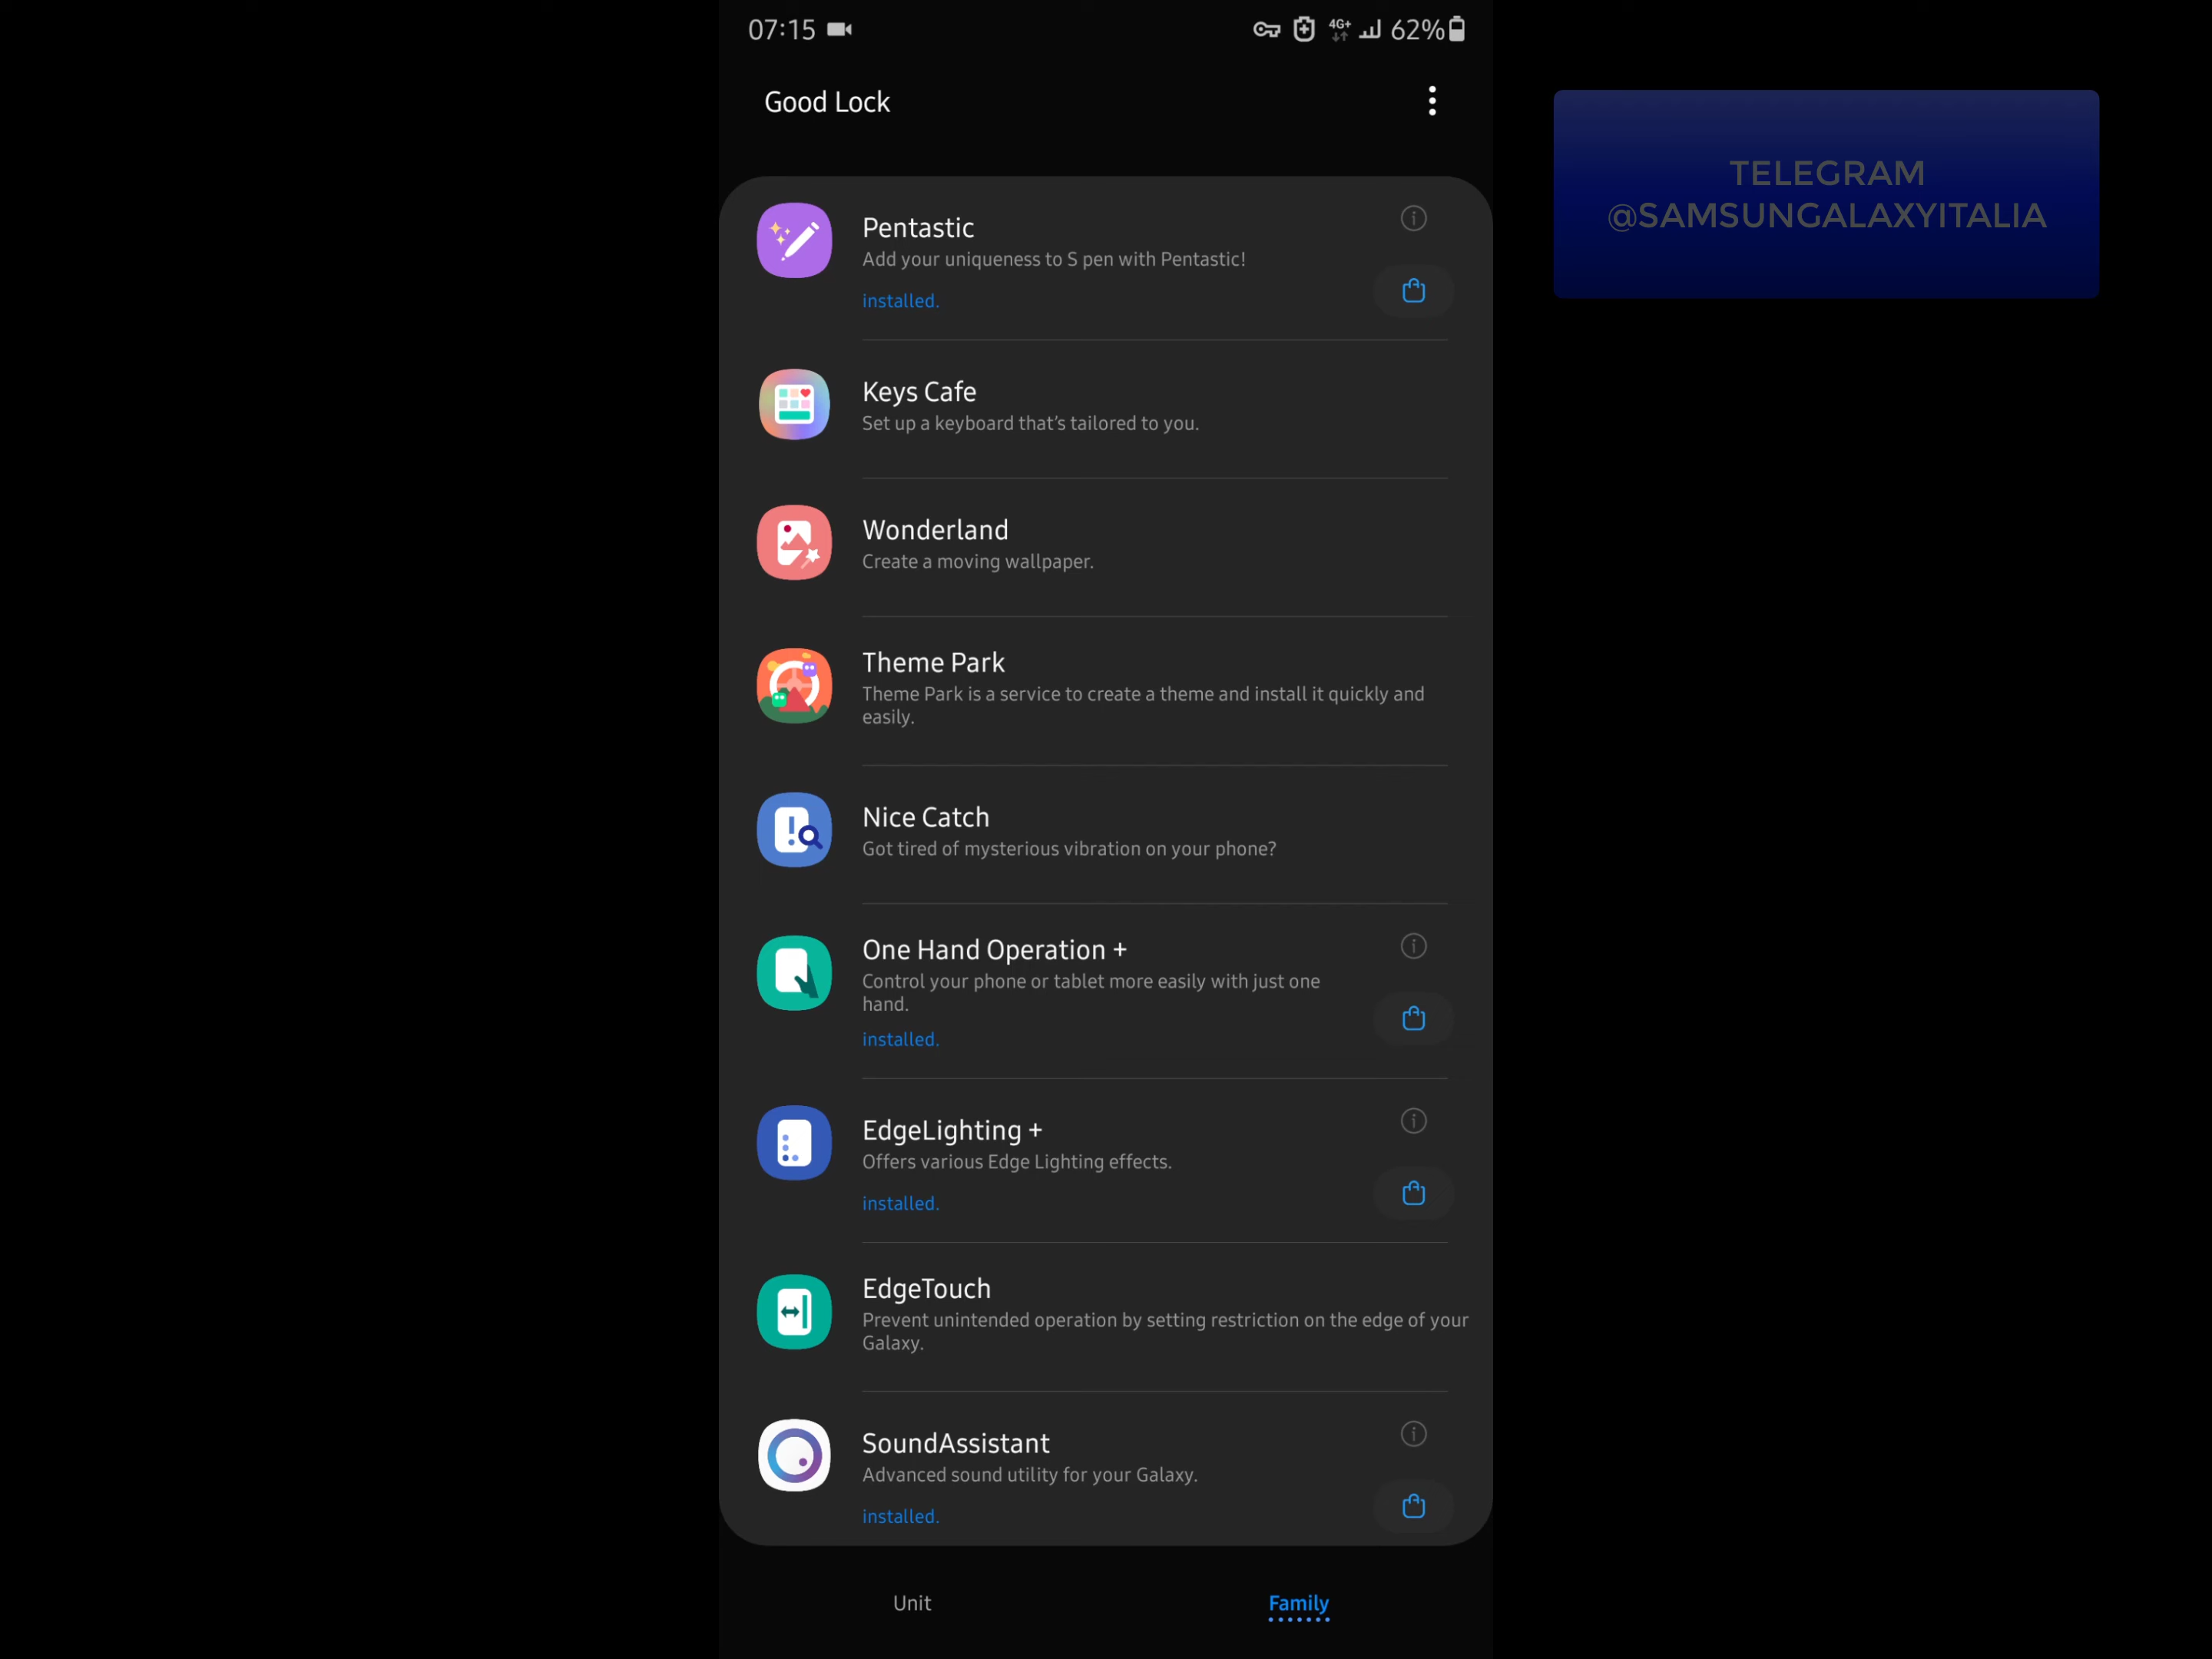 07:15
4G+
62%
Good Lock
TELEGRAM
@SAMSUNGALAXYITALIA
Pentastic
Add your uniqueness to S pen with Pentastic!
installed.
Keys Cafe
Set up a keyboard that's tailored to you.
Wonderland
Create a moving wallpaper.
Theme Park
Theme Park is a service to create a theme and install it quickly and
easily.
Nice Catch
Got tired of mysterious vibration on your phone?
One Hand Operation +
Control your phone or tablet more easily with just one
hand.
installed.
EdgeLighting +
Offers various Edge Lighting effects.
installed.
EdgeTouch
Prevent unintended operation by setting restriction on the edge of your
Galaxy.
SoundAssistant
Advanced sound utility for your Galaxy.
installed.
Unit
Family